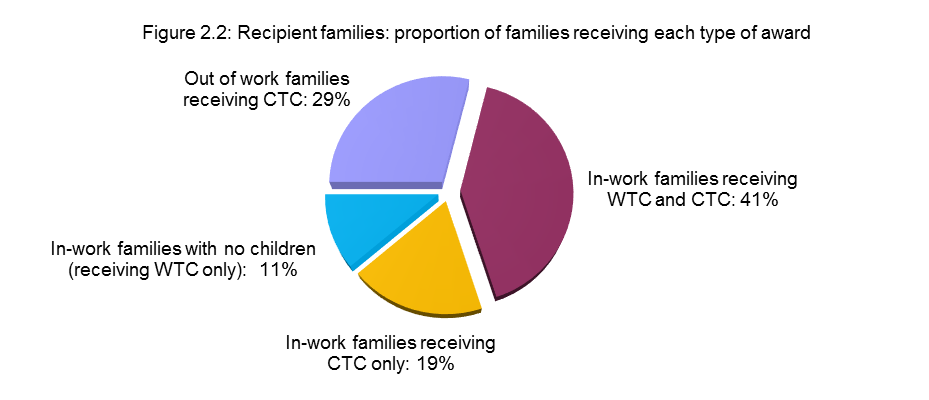 Figure 2.2: Recipient families: proportion of families receiving each type of award
Out of work families
receiving CTC: 29%
In-work families receiving
WTC and CTC: 41%
In-work families with no children
(receiving WTC only):  11%
In-work families receiving
CTC only: 19%